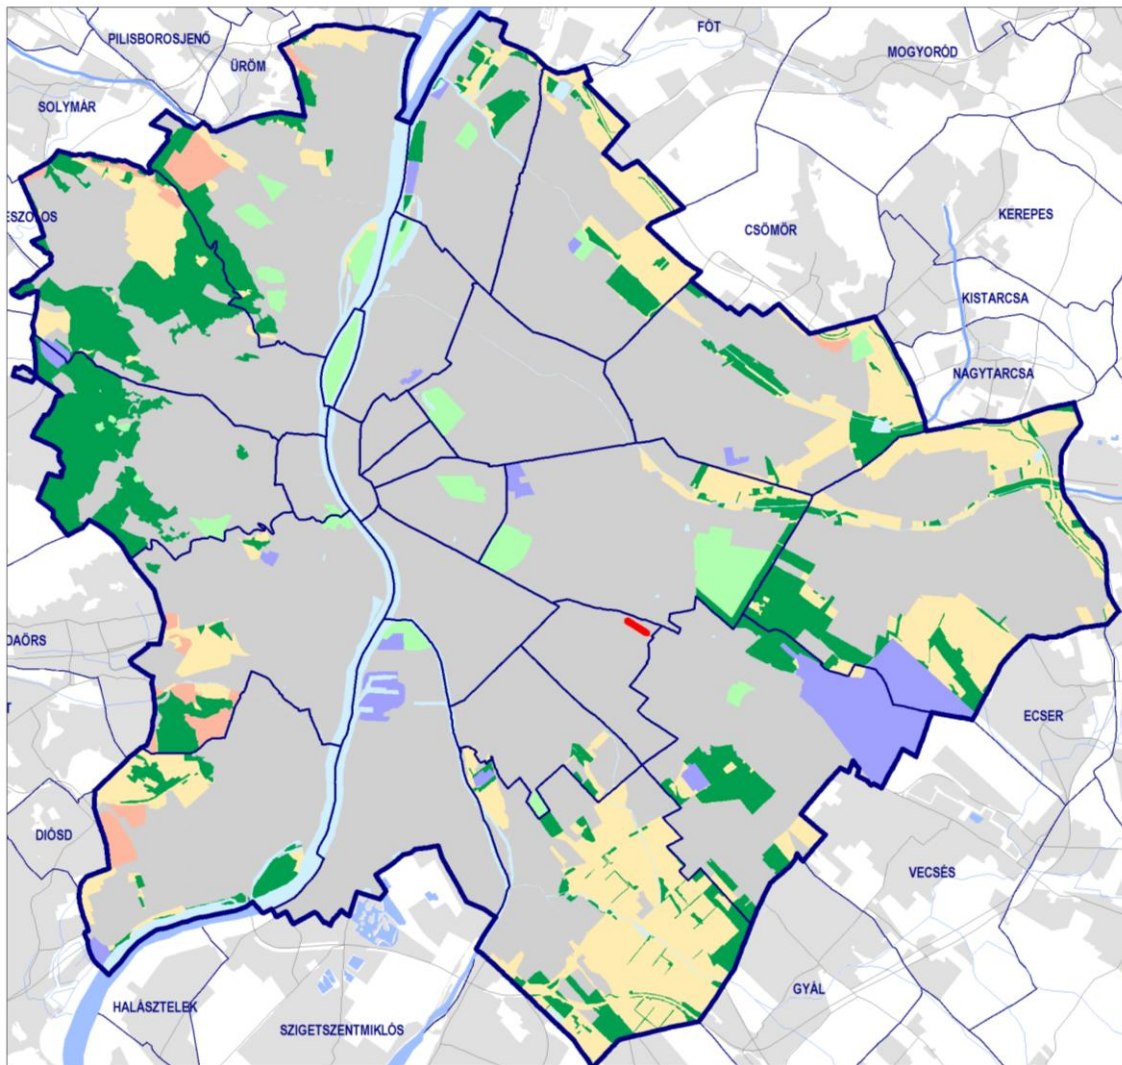 PILISBOROSJENŐ
FÓT
MOGYORÓD
ÜRÖM
SOLYMÁR
KEREPES
CSÖMÖR
KISTARCSA
NAGYTARCSA
ECSER
DIÓSD
VECSÉS
GYÁL
HALÁSZTELEK
SZIGETSZENTMIKLÓS